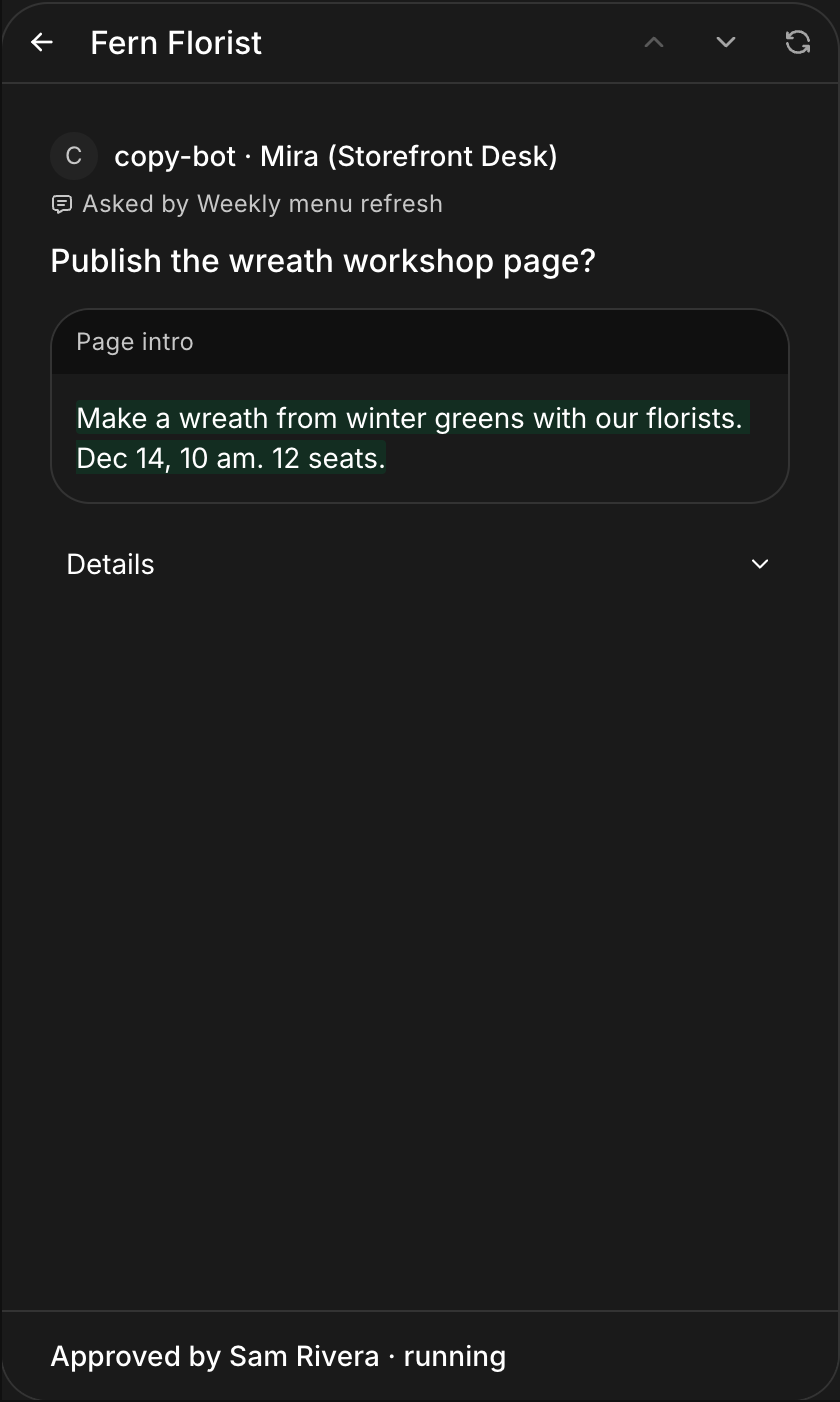 Fern Florist
C
copy-bot · Mira (Storefront Desk)
Asked by Weekly menu refresh
Publish the wreath workshop page?
Page intro
Make a wreath from winter greens with our florists.
Dec 14, 10 am. 12 seats.
Details
Approved by Sam Rivera · running